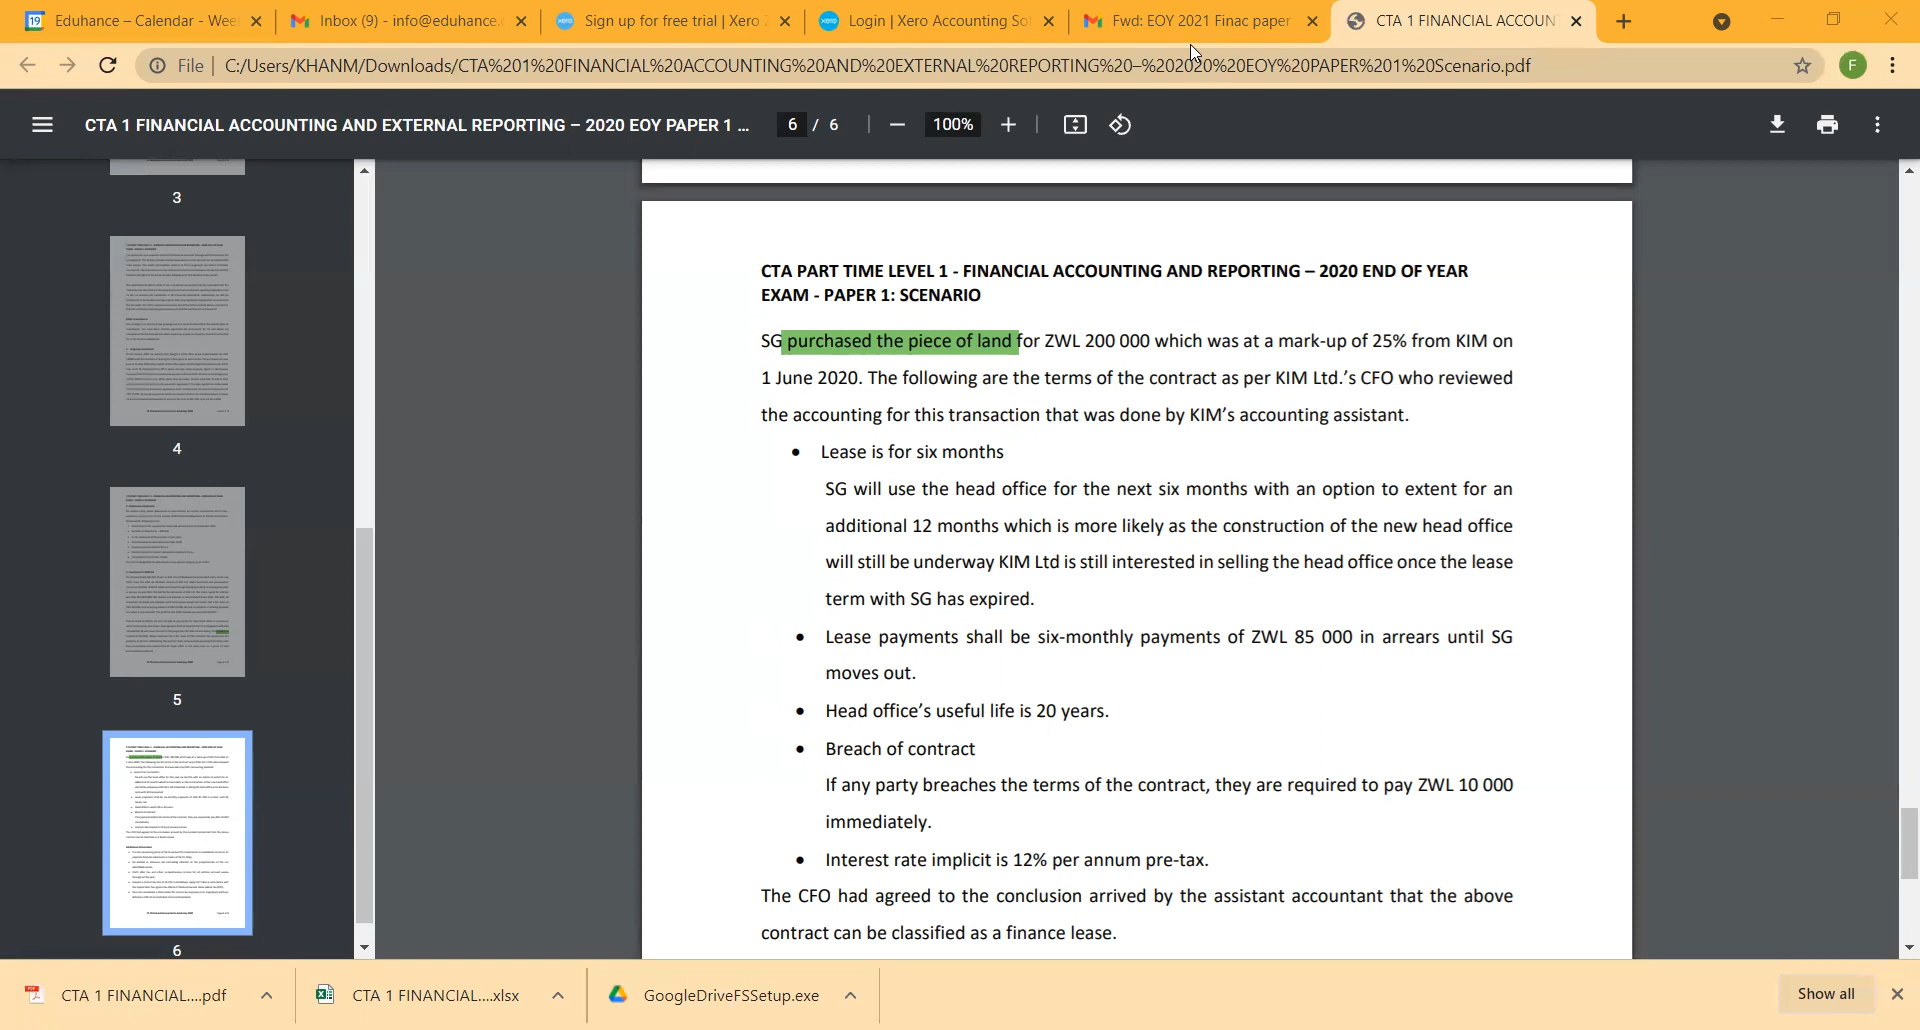 19 Eduhance – Calendar - Wee
Inbox (9) - info@eduhance.c
xero Sign up for free trial | Xero Z
xero Login | Xero Accounting Sof
Fwd: EOY 2021 Finac paper
CTA 1 FINANCIAL ACCOUN
File | C:/Users/KHANM/Downloads/CTA%201%20FINANCIAL%20ACCOUNTING%20AND%20EXTERNAL%20REPORTING%20–%202020%20EOY%20PAPER%201%20Scenario.pdf
F
CTA 1 FINANCIAL ACCOUNTING AND EXTERNAL REPORTING – 2020 EOY PAPER 1 ...
6 / 6
100%
3
4
5
6
CTA PART TIME LEVEL 1 - FINANCIAL ACCOUNTING AND REPORTING – 2020 END OF YEAR
EXAM - PAPER 1: SCENARIO
SG purchased the piece of land for ZWL 200 000 which was at a mark-up of 25% from KIM on
1 June 2020. The following are the terms of the contract as per KIM Ltd.'s CFO who reviewed
the accounting for this transaction that was done by KIM's accounting assistant.
• Lease is for six months
SG will use the head office for the next six months with an option to extent for an
additional 12 months which is more likely as the construction of the new head office
will still be underway KIM Ltd is still interested in selling the head office once the lease
term with SG has expired.
• Lease payments shall be six-monthly payments of ZWL 85 000 in arrears until SG
moves out.
• Head office's useful life is 20 years.
• Breach of contract
If any party breaches the terms of the contract, they are required to pay ZWL 10 000
immediately.
• Interest rate implicit is 12% per annum pre-tax.
The CFO had agreed to the conclusion arrived by the assistant accountant that the above
contract can be classified as a finance lease.
PDF CTA 1 FINANCIAL....pdf
CTA 1 FINANCIAL....xlsx
GoogleDriveFSSetup.exe
Show all